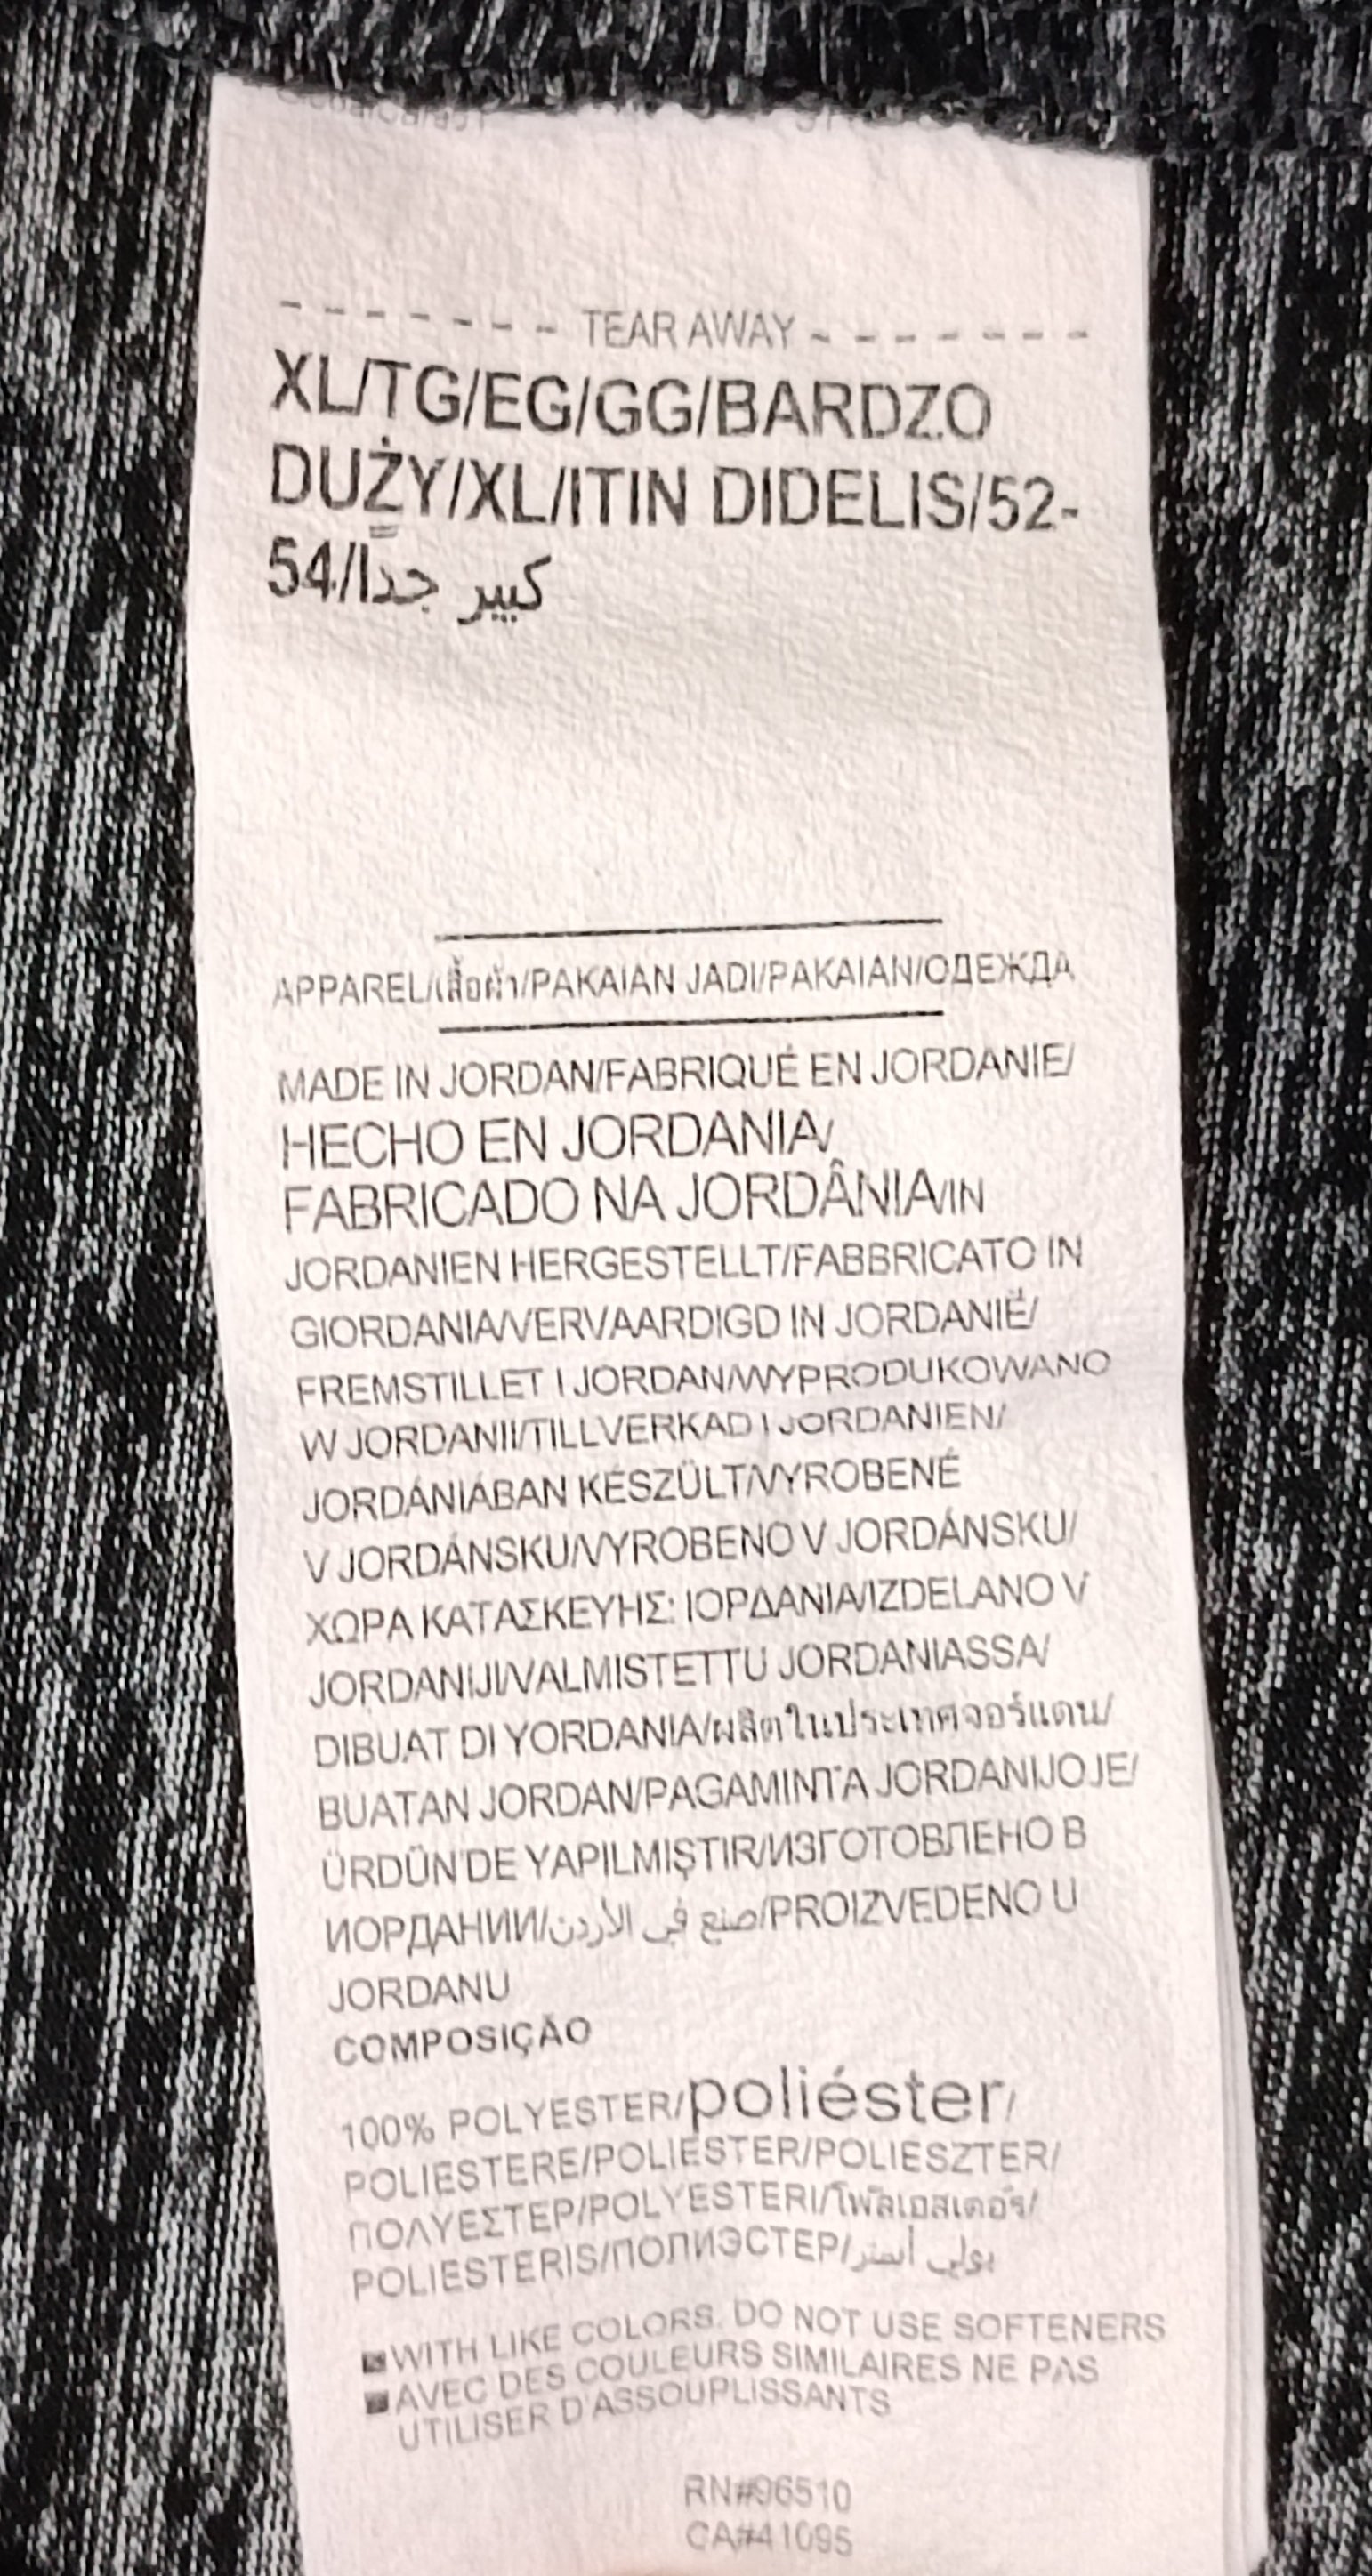 TEAR AWAY
XL/TG/EG/GG/BARDZO
DUŻY/XL/ITIN DIDELIS/52-
54/كبير جداً
APPAREL/เสื้อผ้า/PAKAIAN JADI/PAKAIAN/ОДЕЖДА
MADE IN JORDAN/FABRIQUÉ EN JORDANIE/
HECHO EN JORDANIA/
FABRICADO NA JORDÂNIA/IN
JORDANIEN HERGESTELLT/FABBRICATO IN
GIORDANIA/VERVAARDIGD IN JORDANIË/
FREMSTILLET I JORDAN/WYPRODUKOWANO
W JORDANII/TILLVERKAD I JORDANIEN/
JORDÁNIÁBAN KÉSZÜLT/VYROBENÉ
V JORDÁNSKU/VYROBENO V JORDÁNSKU/
ΧΩΡΑ ΚΑΤΑΣΚΕΥΗΣ: ΙΟΡΔΑΝΙΑ/IZDELANO V
JORDANIJI/VALMISTETTU JORDANIASSA/
DIBUAT DI YORDANIA/ผลิตในประเทศจอร์แดน/
BUATAN JORDAN/PAGAMINTA JORDANIJOJE/
ÜRDÜN'DE YAPILMIŞTIR/ИЗГОТОВЛЕНО В
ИОРДАНИИ/صنع في الأردن/PROIZVEDENO U
JORDANU
COMPOSIÇÃO
100% POLYESTER/poliéster/
POLIESTERE/POLIESTER/POLIESZTER/
ΠΟΛΥΕΣΤΕΡ/POLYESTERI/โพลีเอสเตอร์/
POLIESTERIS/ПОЛИЭСТЕР/بولي أستر
WITH LIKE COLORS. DO NOT USE SOFTENERS
AVEC DES COULEURS SIMILAIRES NE PAS
UTILISER D'ASSOUPLISSANTS
RN#96510
CA#41095